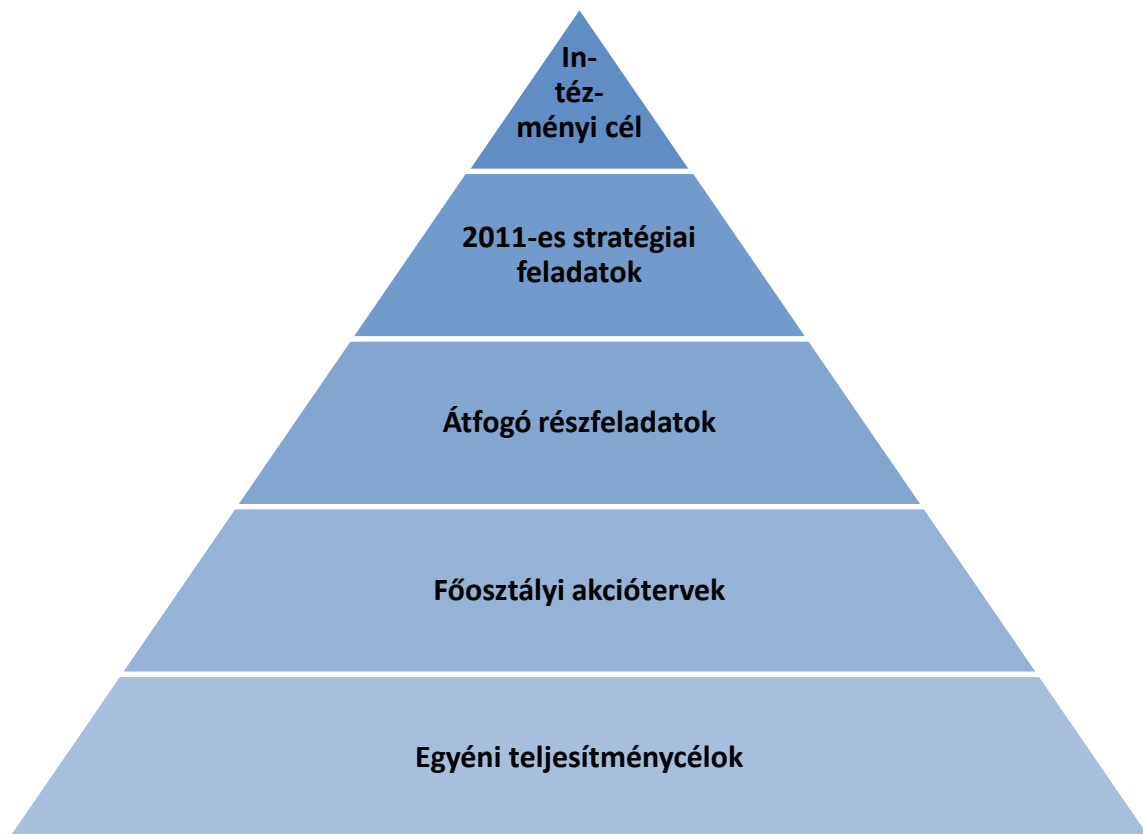 In-
téz-
ményi cél
2011-es stratégiai
feladatok
Átfogó részfeladatok
Főosztályi akciótervek
Egyéni teljesítménycélok